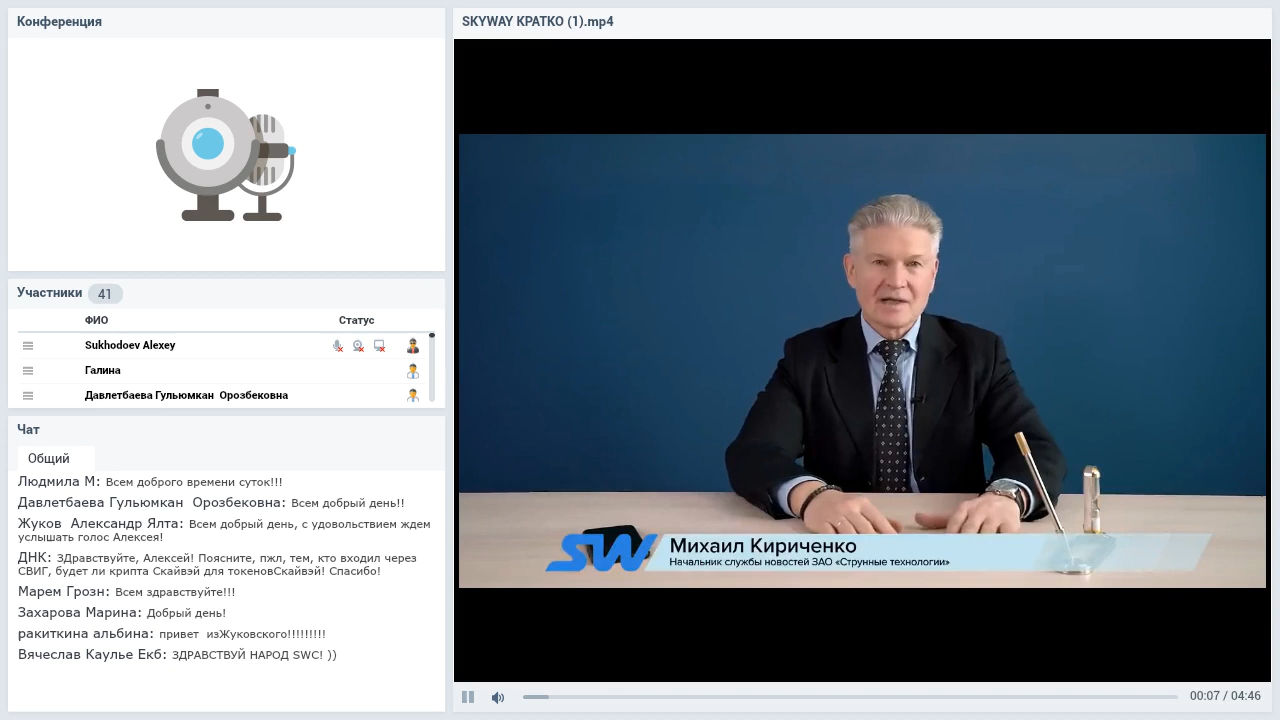 Конференция
SKYWAY КРАТКО (1).mp4
Участники 41
ФИО Статус
Sukhodoev Alexey
Галина
Давлетбаева Гульюмкан  Орозбековна
Чат
Общий
Людмила М: Всем доброго времени суток!!!
Давлетбаева Гульюмкан  Орозбековна: Всем добрый день!!
Жуков  Александр Ялта: Всем добрый день, с удовольствием ждем
услышать голос Алексея!
ДНК: ЗДравствуйте, Алексей! Поясните, пжл, тем, кто входил через
СВИГ, будет ли крипта Скайвэй для токеновСкайвэй! Спасибо!
Марем Грозн: Всем здравствуйте!!!
Захарова Марина: Добрый день!
ракиткина альбина: привет  изЖуковского!!!!!!!!!
Вячеслав Каулье Екб: ЗДРАВСТВУЙ НАРОД SWC! ))
SW
Михаил Кириченко
Начальник службы новостей ЗАО «Струнные технологии»
00:07 / 04:46